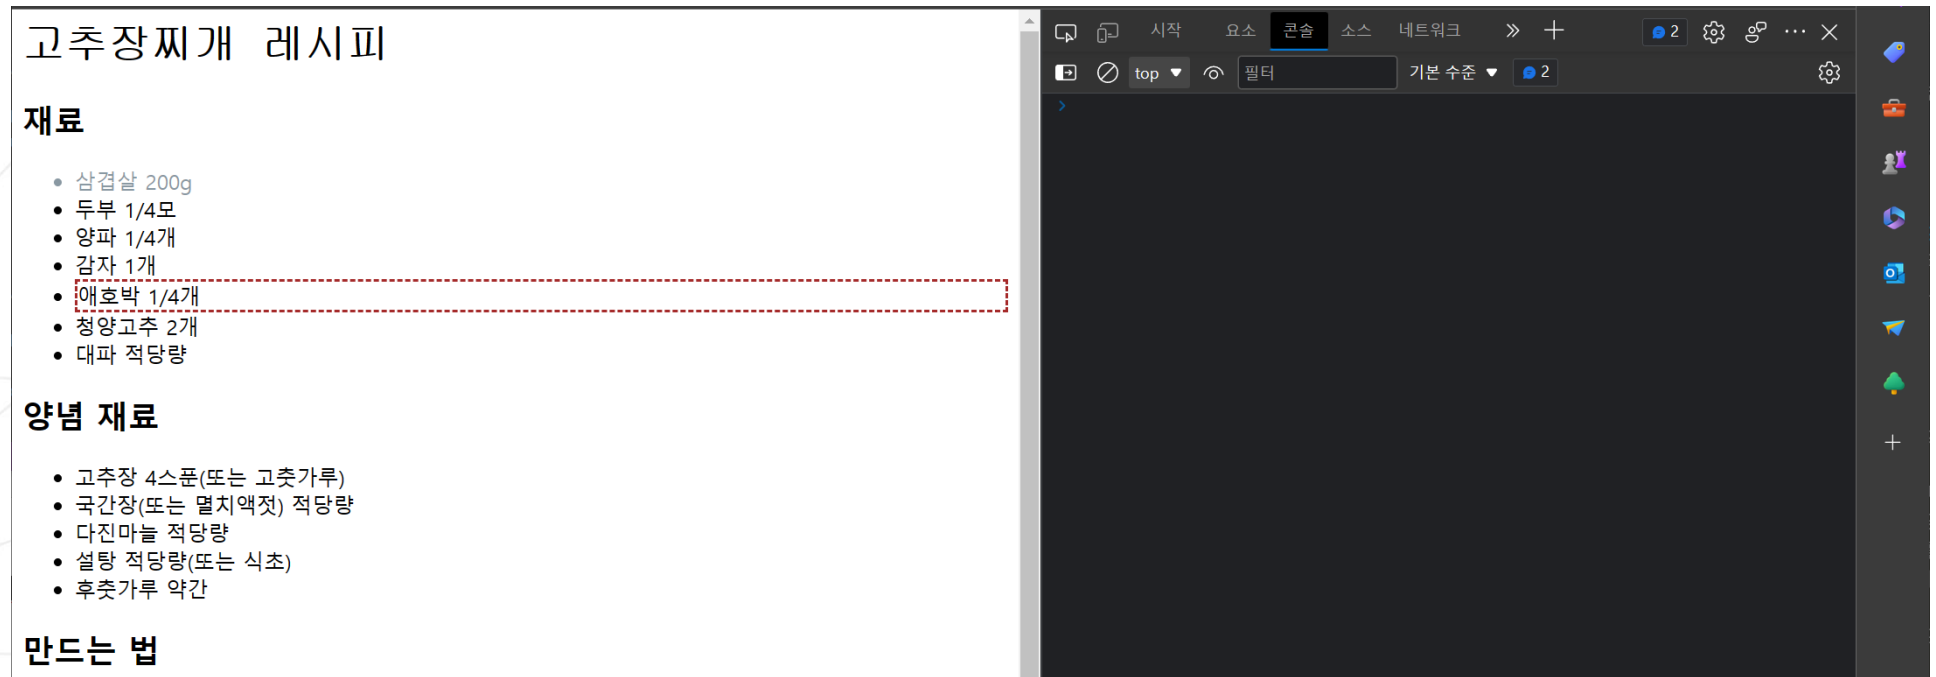 고추장찌개 레시피
재료
삼겹살 200g
두부 1/4모
양파 1/4개
감자 1개
애호박 1/4개
청양고추 2개
대파 적당량
양념 재료
고추장 4스푼(또는 고춧가루)
국간장(또는 멸치액젓) 적당량
다진마늘 적당량
설탕 적당량(또는 식초)
후춧가루 약간
만드는 법
시작 요소 콘솔 소스 네트워크 2
top 필터 기본 수준 2